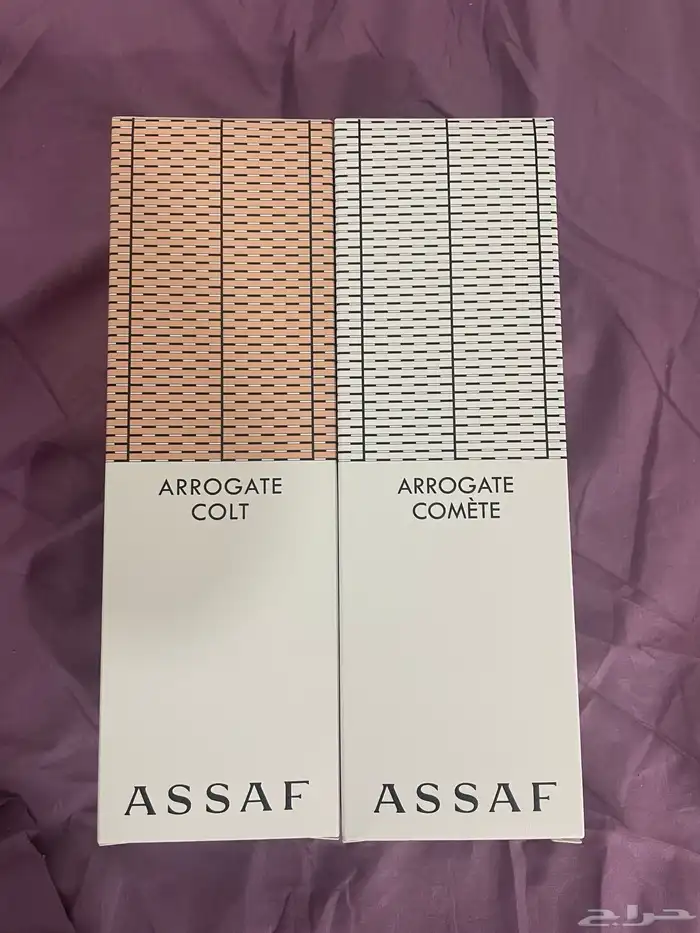 ARROGATE
COLT
ASSAF
ARROGATE
COMÈTE
ASSAF
حراج